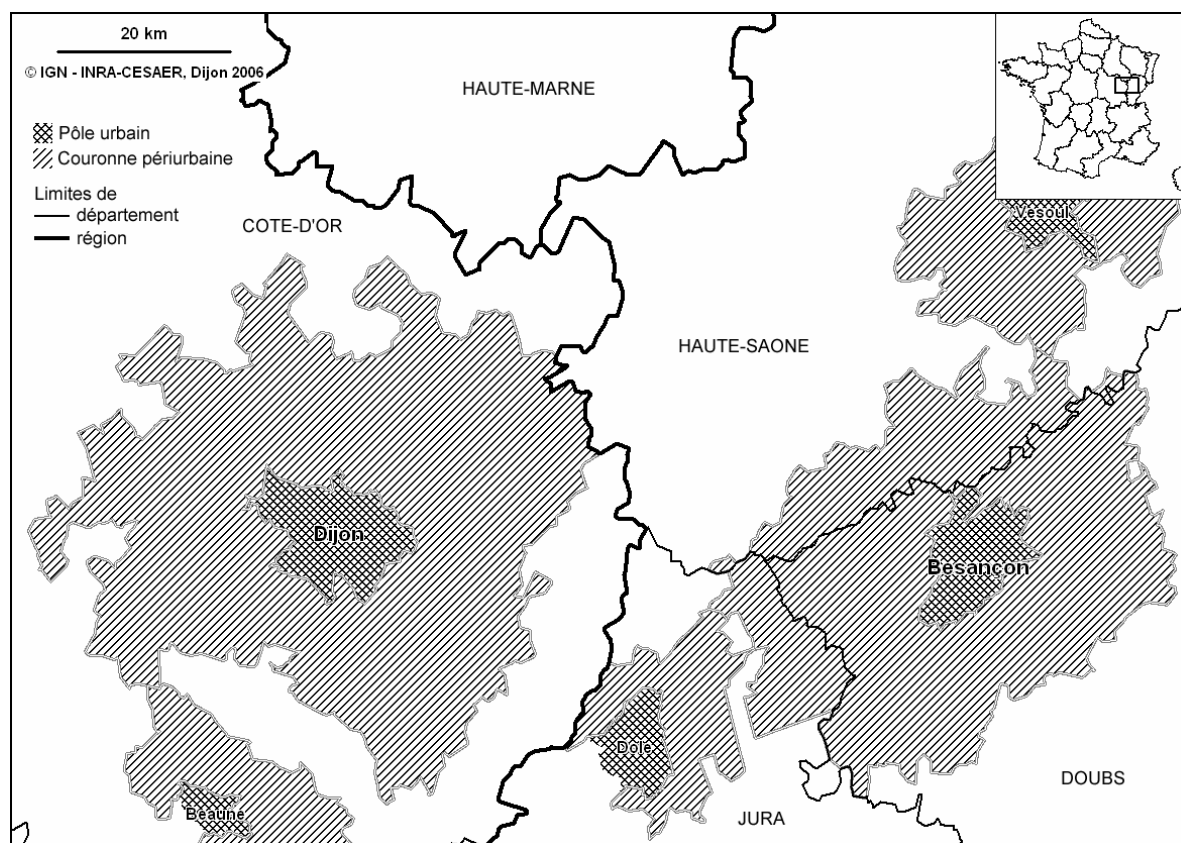 20 km
© IGN - INRA-CESAER, Dijon 2006
Pôle urbain
Couronne périurbaine
Limites de
département
région
HAUTE-MARNE
COTE-D'OR
Vesoul
HAUTE-SAONE
Dijon
Besancon
Dole
Beaune
DOUBS
JURA